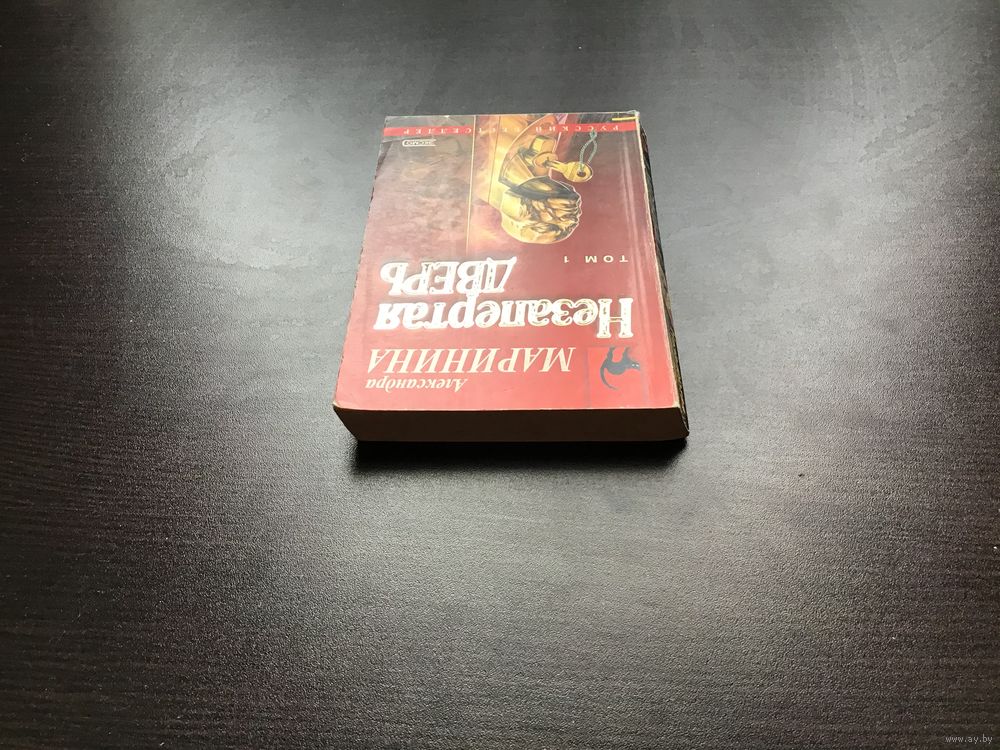 Александра
МАРИНИНА
Незапертая
ДВЕРЬ
ТОМ 1
ЭКСМО
РУССКИЙ БЕСТСЕЛЛЕР
www.ay.by